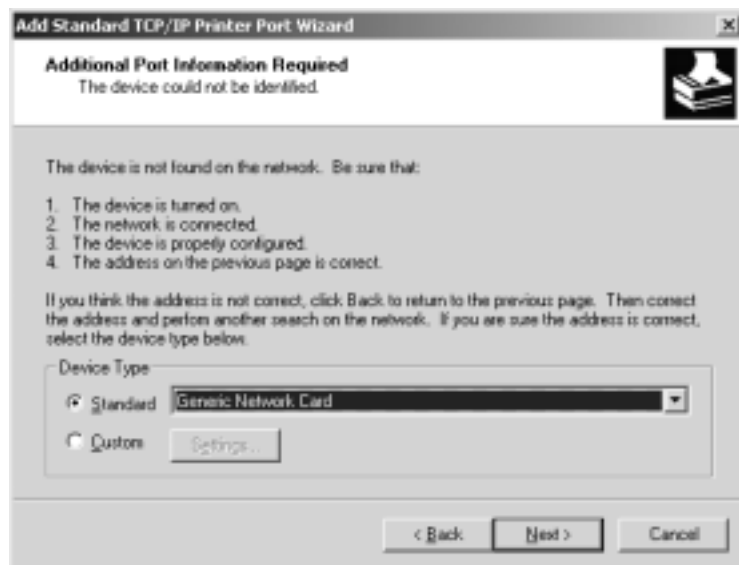 Add Standard TCP/IP Printer Port Wizard
Additional Port Information Required
The device could not be identified.
The device is not found on the network. Be sure that:
1. The device is turned on.
2. The network is connected.
3. The device is properly configured.
4. The address on the previous page is correct.
If you think the address is not correct, click Back to return to the previous page. Then correct
the address and perfom another search on the network. If you are sure the address is correct,
select the device type below.
Device Type
Standard
Generic Network Card
Custom
Settings...
< Back
Next >
Cancel